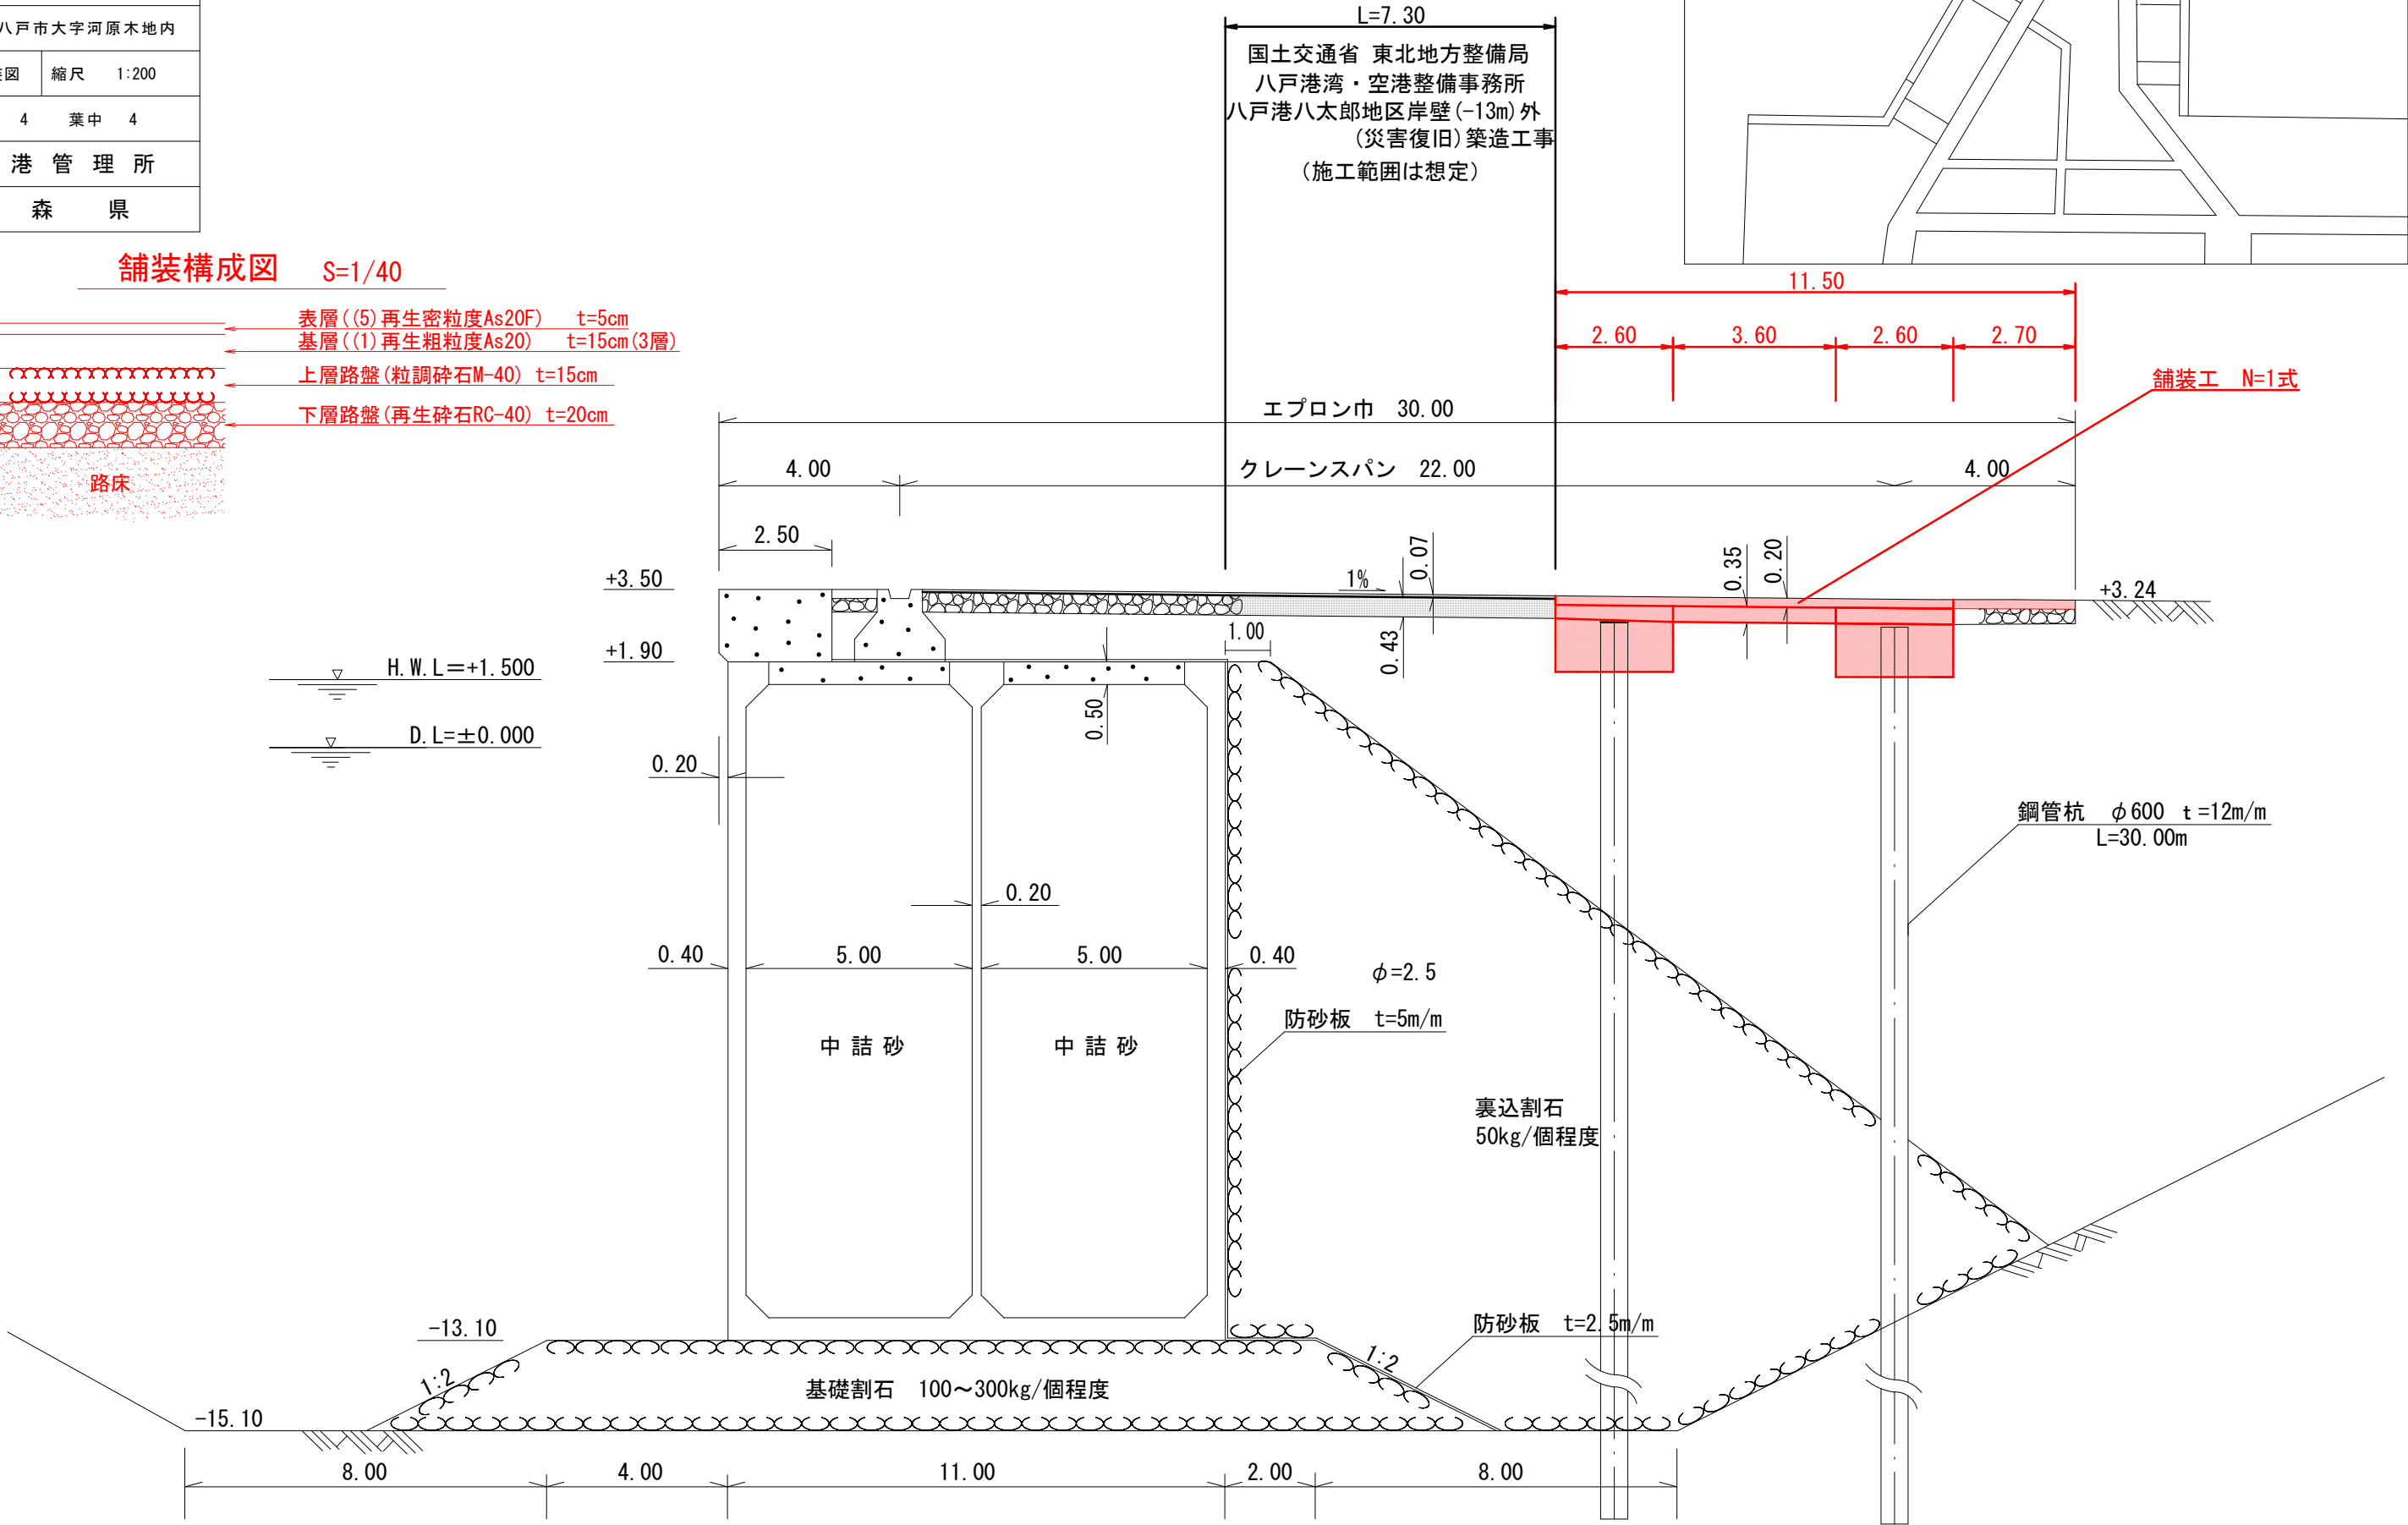 八戸市大字河原木地内
縮尺 1:200
4 葉中 4
港 管 理 所
森 県
舗装構成図 S=1/40
表層((5)再生密粒度As20F) t=5cm
基層((1)再生粗粒度As20) t=15cm(3層)
上層路盤(粒調砕石M-40) t=15cm
下層路盤(再生砕石RC-40) t=20cm
路床
L=7.30
国土交通省 東北地方整備局
八戸港湾・空港整備事務所
八戸港八太郎地区岸壁(-13m)外
(災害復旧)築造工事
(施工範囲は想定)
11.50
2.60 3.60 2.60 2.70
舗装工 N=1式
エプロン巾 30.00
4.00 クレーンスパン 22.00 4.00
2.50
+3.50
1%
0.07
0.35
0.20
+3.24
+1.90
1.00
0.43
H.W.L=+1.500
0.50
D.L=±0.000
0.20
鋼管杭 φ600 t=12m/m
L=30.00m
0.20
0.40 5.00 5.00 0.40
φ=2.5
防砂板 t=5m/m
中詰砂 中詰砂
裏込割石
50kg/個程度
-13.10
防砂板 t=2.5m/m
1:2
1:2
基礎割石 100~300kg/個程度
-15.10
8.00 4.00 11.00 2.00 8.00